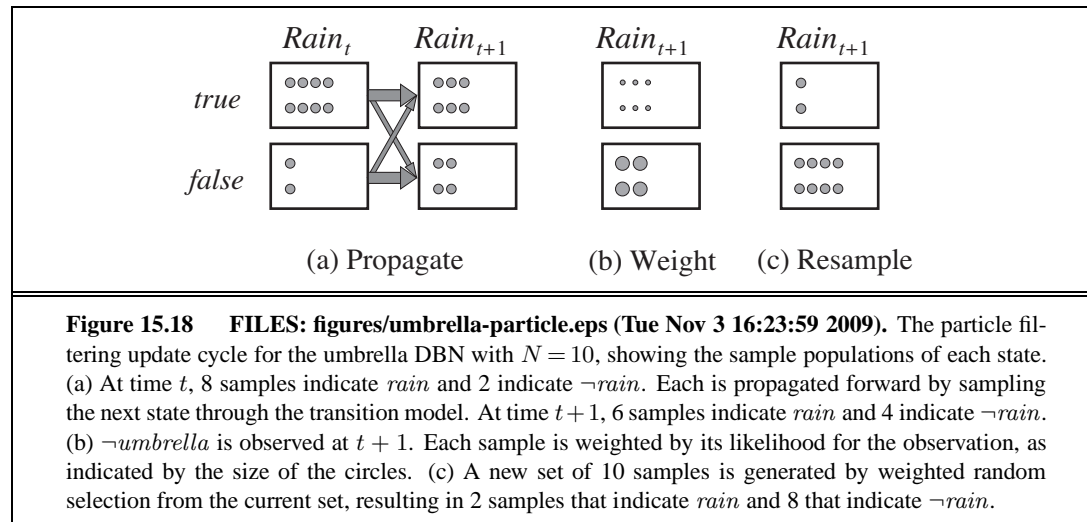 Rain_t Rain_{t+1} Rain_{t+1} Rain_{t+1}
true
false
(a) Propagate (b) Weight (c) Resample
Figure 15.18 FILES: figures/umbrella-particle.eps (Tue Nov 3 16:23:59 2009). The particle fil-
tering update cycle for the umbrella DBN with N = 10, showing the sample populations of each state.
(a) At time t, 8 samples indicate rain and 2 indicate ¬rain. Each is propagated forward by sampling
the next state through the transition model. At time t + 1, 6 samples indicate rain and 4 indicate ¬rain.
(b) ¬umbrella is observed at t + 1. Each sample is weighted by its likelihood for the observation, as
indicated by the size of the circles. (c) A new set of 10 samples is generated by weighted random
selection from the current set, resulting in 2 samples that indicate rain and 8 that indicate ¬rain.